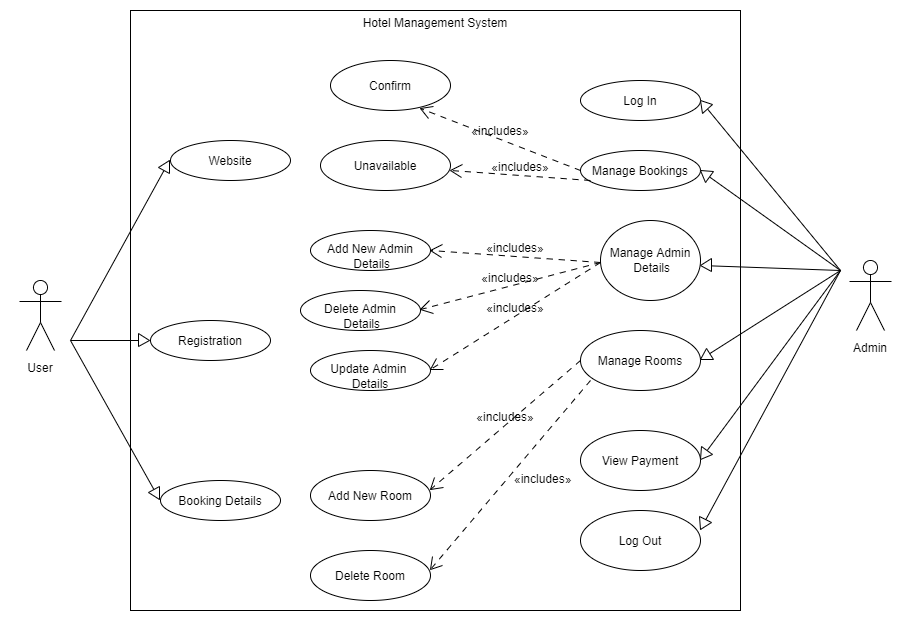 Hotel Management System
Confirm
Log In
«includes»
Website
Unavailable
«includes»
Manage Bookings
Add New Admin
Details
«includes»
Manage Admin
Details
«includes»
Delete Admin
Details
«includes»
Registration
Update Admin
Details
Manage Rooms
User
Admin
«includes»
View Payment
«includes»
Booking Details
Add New Room
Log Out
Delete Room